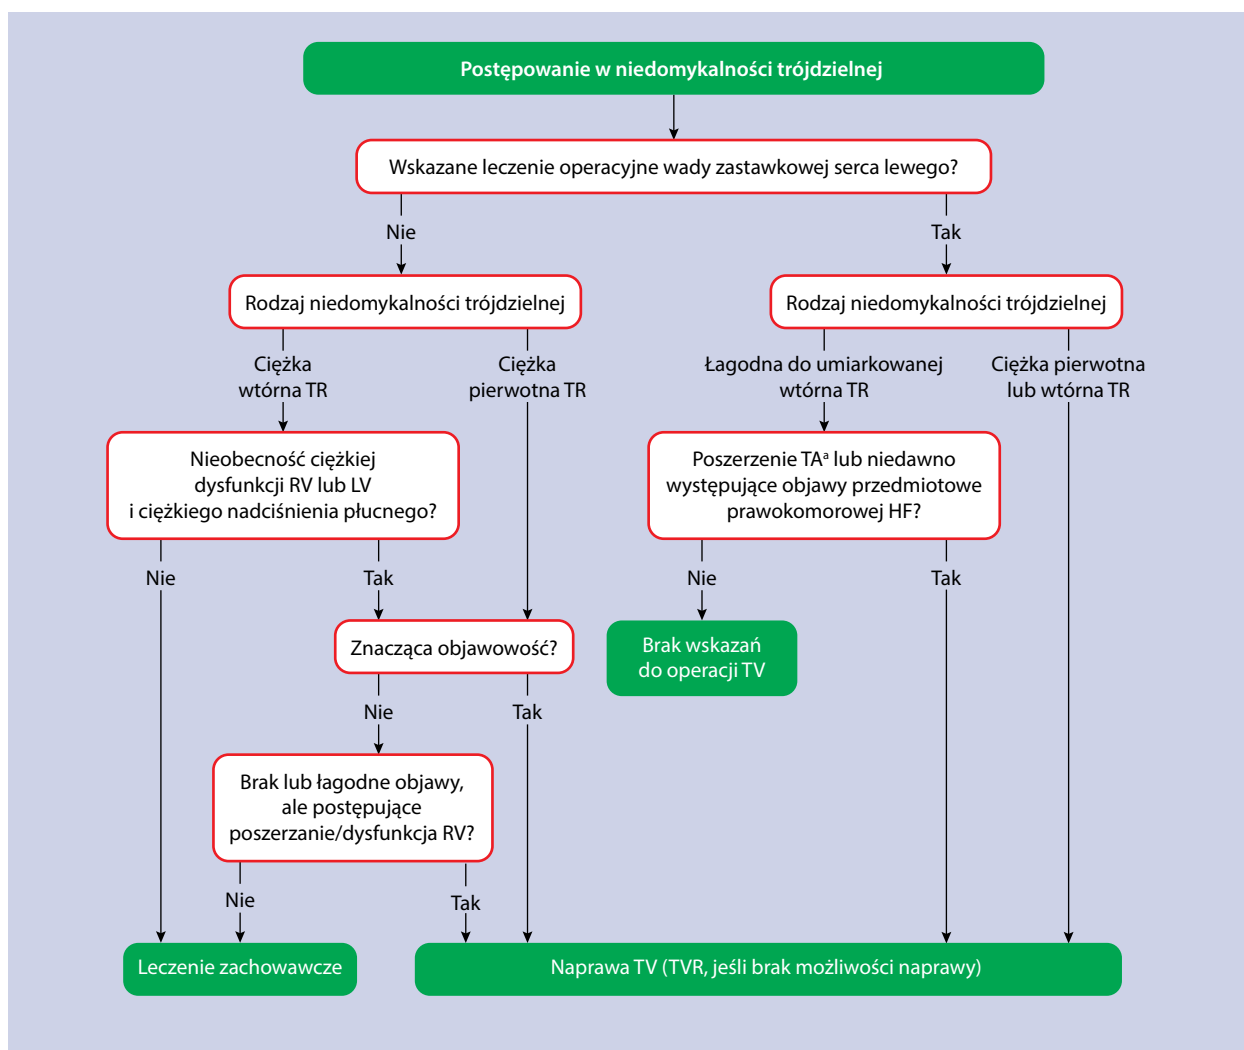 Postępowanie w niedomykalności trójdzielnej
Wskazane leczenie operacyjne wady zastawkowej serca lewego?
Nie
Tak
Rodzaj niedomykalności trójdzielnej
Rodzaj niedomykalności trójdzielnej
Ciężka
wtórna TR
Ciężka
pierwotna TR
Łagodna do umiarkowanej
wtórna TR
Ciężka pierwotna
lub wtórna TR
Nieobecność ciężkiej
dysfunkcji RV lub LV
i ciężkiego nadciśnienia płucnego?
Poszerzenie TAᵃ lub niedawno
występujące objawy przedmiotowe
prawokomorowej HF?
Nie
Tak
Nie
Tak
Znacząca objawowość?
Brak wskazań
do operacji TV
Nie
Tak
Brak lub łagodne objawy,
ale postępujące
poszerzanie/dysfunkcja RV?
Nie
Tak
Leczenie zachowawcze
Naprawa TV (TVR, jeśli brak możliwości naprawy)